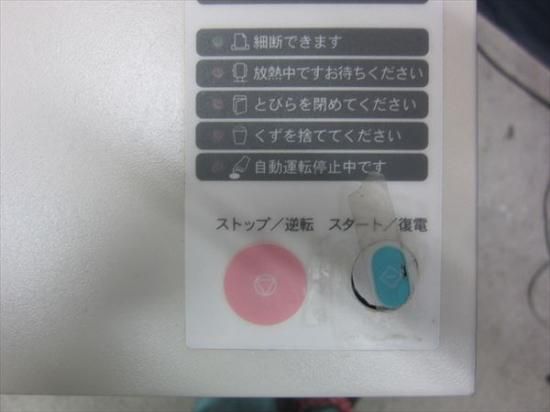 細断できます
放熱中ですお待ちください
とびらを閉めてください
くずを捨ててください
自動運転停止中です
ストップ／逆転 スタート／復電